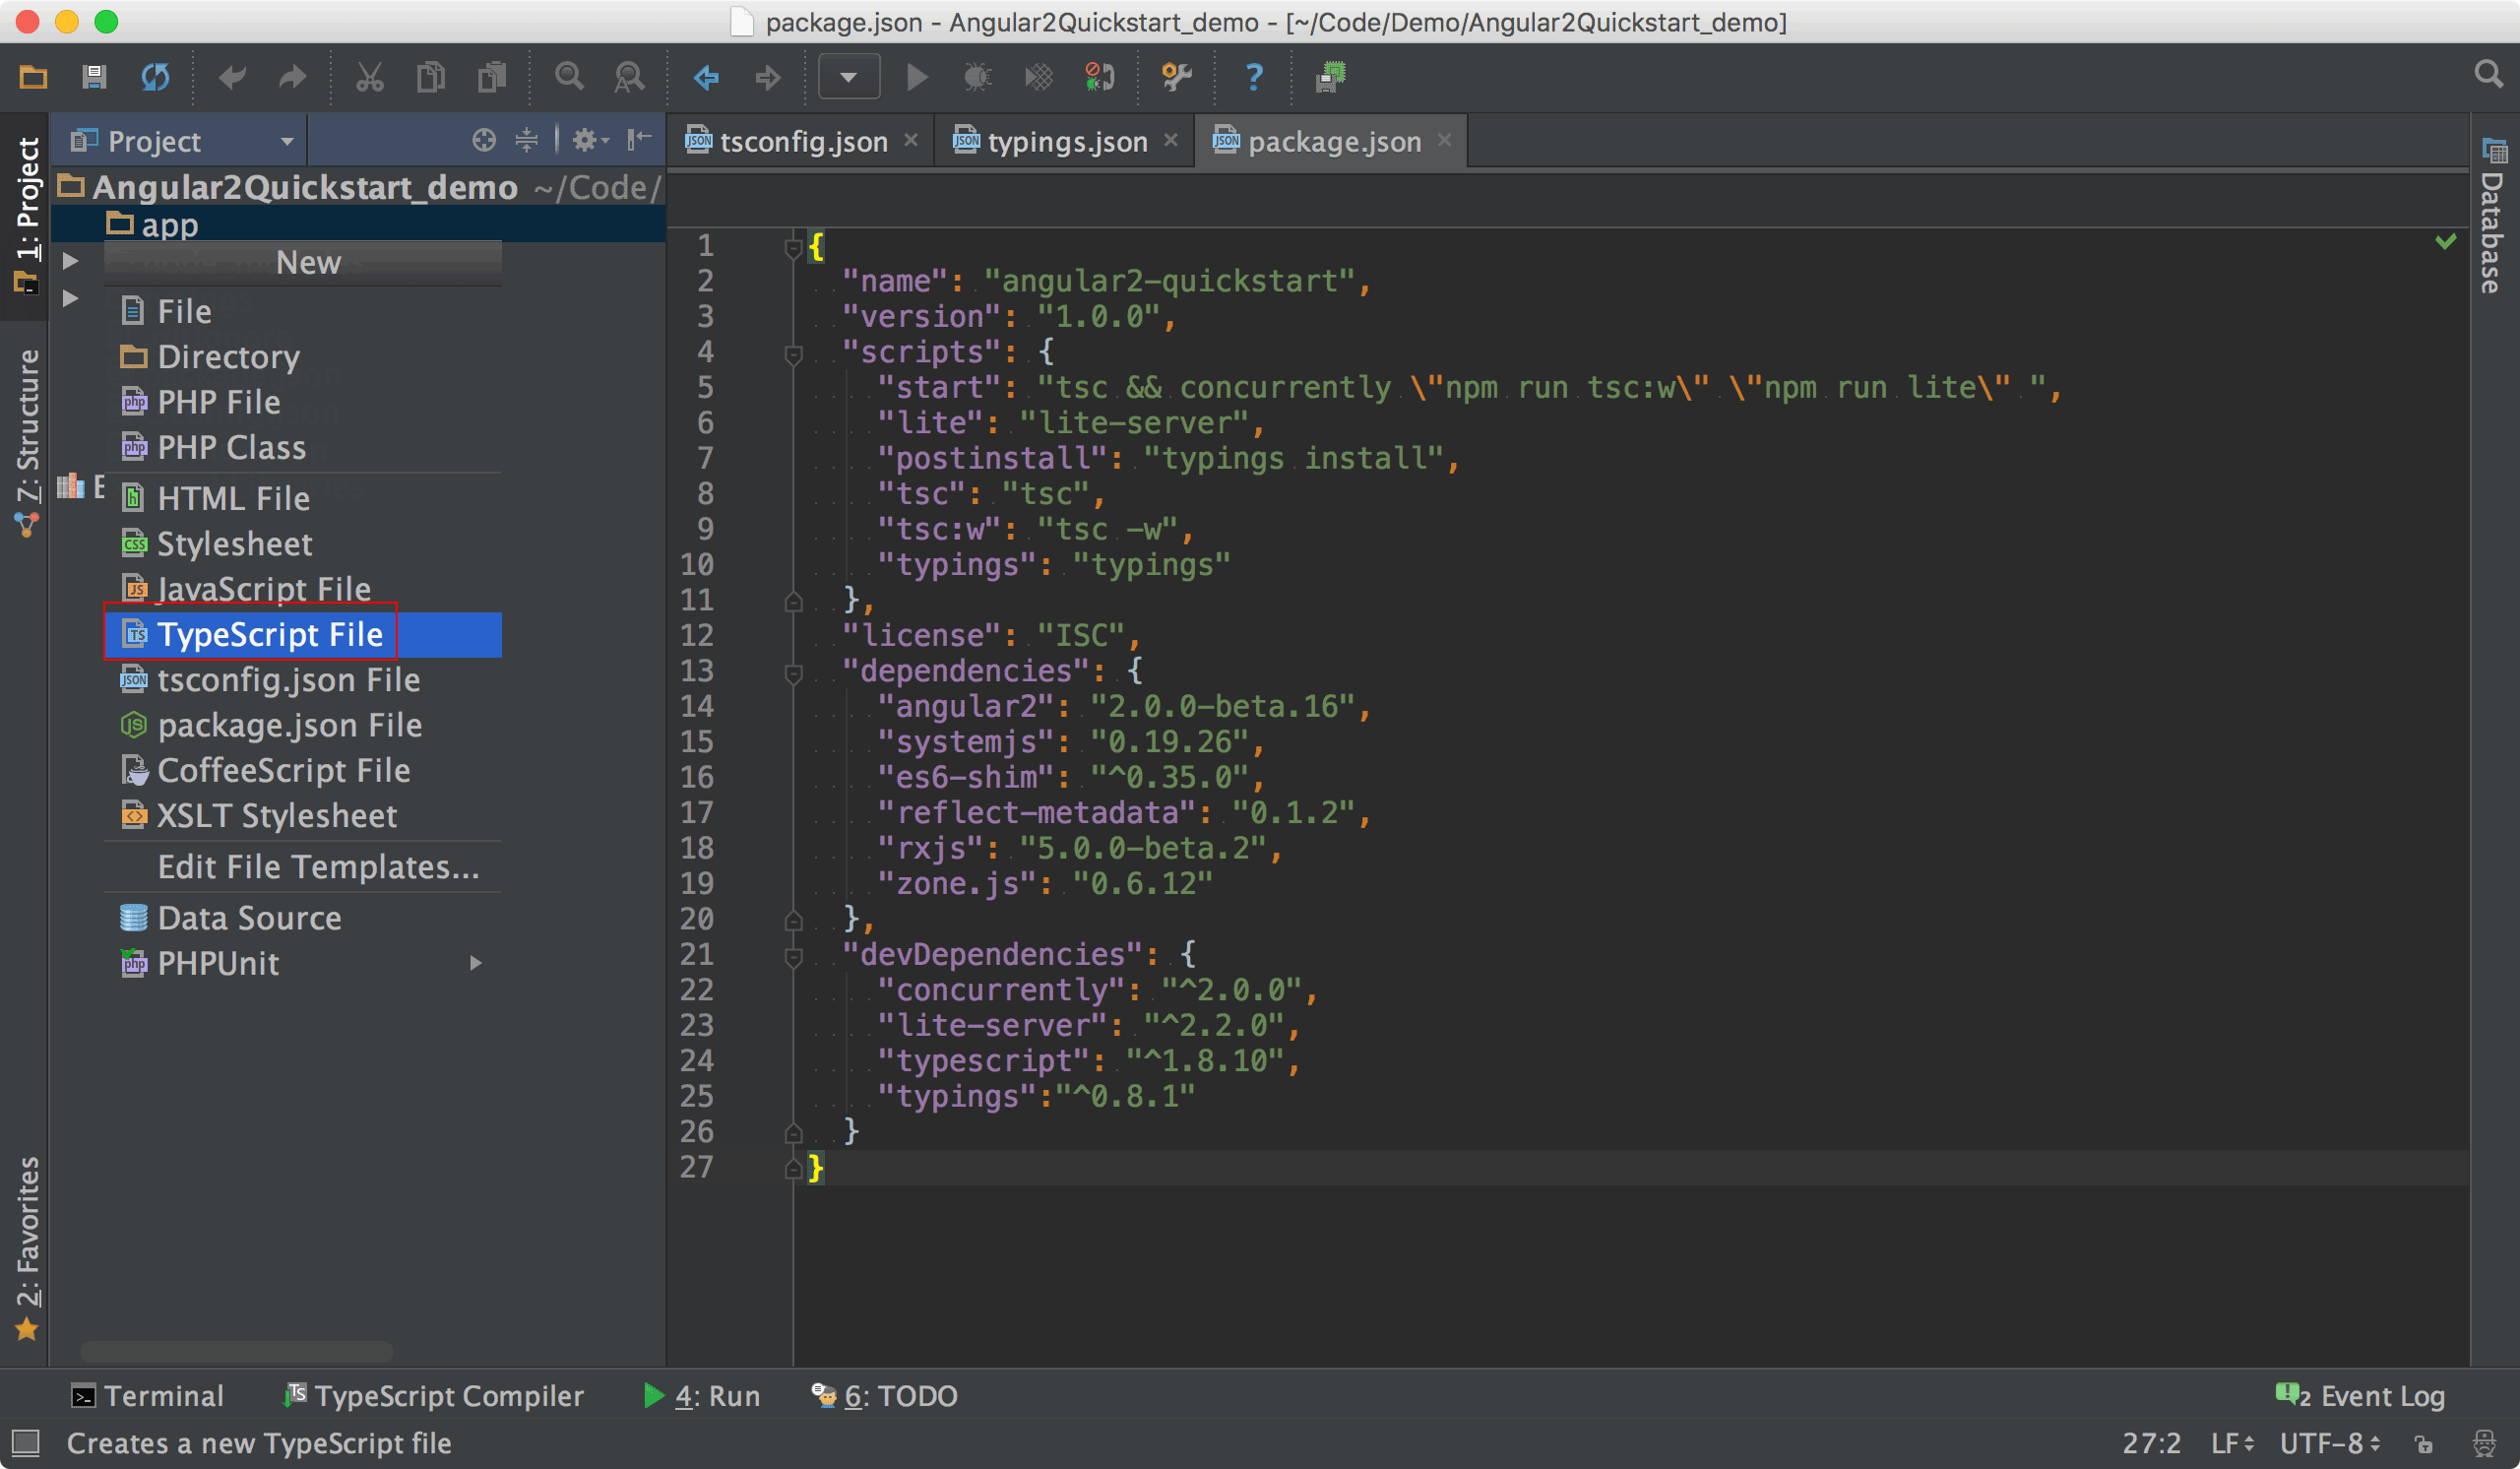 package.json - Angular2Quickstart_demo - [~/Code/Demo/Angular2Quickstart_demo]
1: Project
7: Structure
2: Favorites
Project
Angular2Quickstart_demo ~/Code/
app
New
File
Directory
PHP File
PHP Class
HTML File
Stylesheet
JavaScript File
TypeScript File
tsconfig.json File
package.json File
CoffeeScript File
XSLT Stylesheet
Edit File Templates...
Data Source
PHPUnit
tsconfig.json
typings.json
package.json
1 {
2 "name": "angular2-quickstart",
3 "version": "1.0.0",
4 "scripts": {
5 "start": "tsc && concurrently \"npm run tsc:w\" \"npm run lite\" ",
6 "lite": "lite-server",
7 "postinstall": "typings install",
8 "tsc": "tsc",
9 "tsc:w": "tsc -w",
10 "typings": "typings"
11 },
12 "license": "ISC",
13 "dependencies": {
14 "angular2": "2.0.0-beta.16",
15 "systemjs": "0.19.26",
16 "es6-shim": "^0.35.0",
17 "reflect-metadata": "0.1.2",
18 "rxjs": "5.0.0-beta.2",
19 "zone.js": "0.6.12"
20 },
21 "devDependencies": {
22 "concurrently": "^2.0.0",
23 "lite-server": "^2.2.0",
24 "typescript": "^1.8.10",
25 "typings":"^0.8.1"
26 }
27 }
Database
Terminal
TypeScript Compiler
4: Run
6: TODO
2 Event Log
Creates a new TypeScript file
27:2
LF
UTF-8